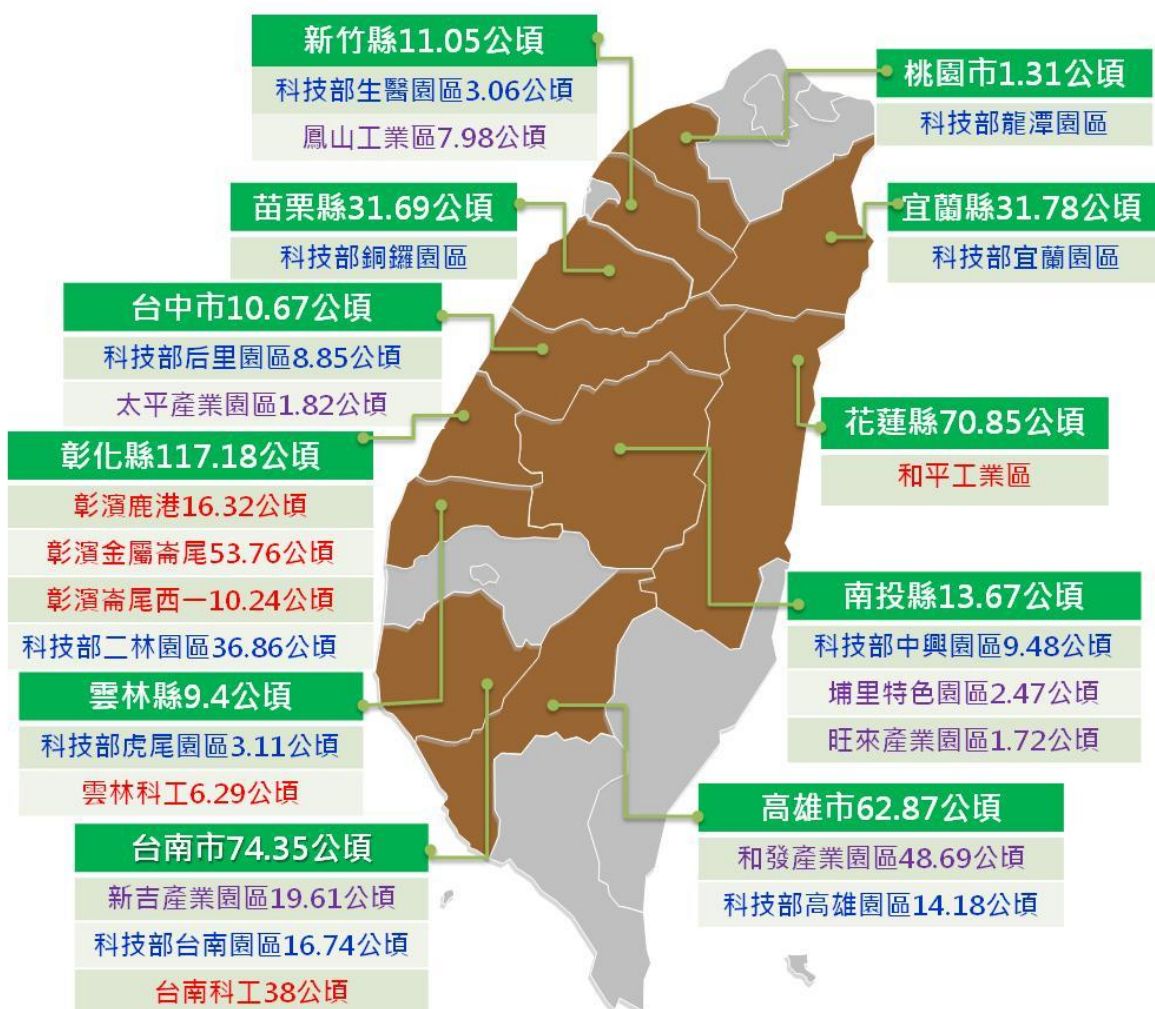 新竹縣11.05公頃
科技部生醫園區3.06公頃
鳳山工業區7.98公頃
桃園市1.31公頃
科技部龍潭園區
苗栗縣31.69公頃
科技部銅鑼園區
宜蘭縣31.78公頃
科技部宜蘭園區
台中市10.67公頃
科技部后里園區8.85公頃
太平產業園區1.82公頃
花蓮縣70.85公頃
和平工業區
彰化縣117.18公頃
彰濱鹿港16.32公頃
彰濱金屬崙尾53.76公頃
彰濱崙尾西一10.24公頃
科技部二林園區36.86公頃
南投縣13.67公頃
科技部中興園區9.48公頃
埔里特色園區2.47公頃
旺來產業園區1.72公頃
雲林縣9.4公頃
科技部虎尾園區3.11公頃
雲林科工6.29公頃
高雄市62.87公頃
和發產業園區48.69公頃
科技部高雄園區14.18公頃
台南市74.35公頃
新吉產業園區19.61公頃
科技部台南園區16.74公頃
台南科工38公頃